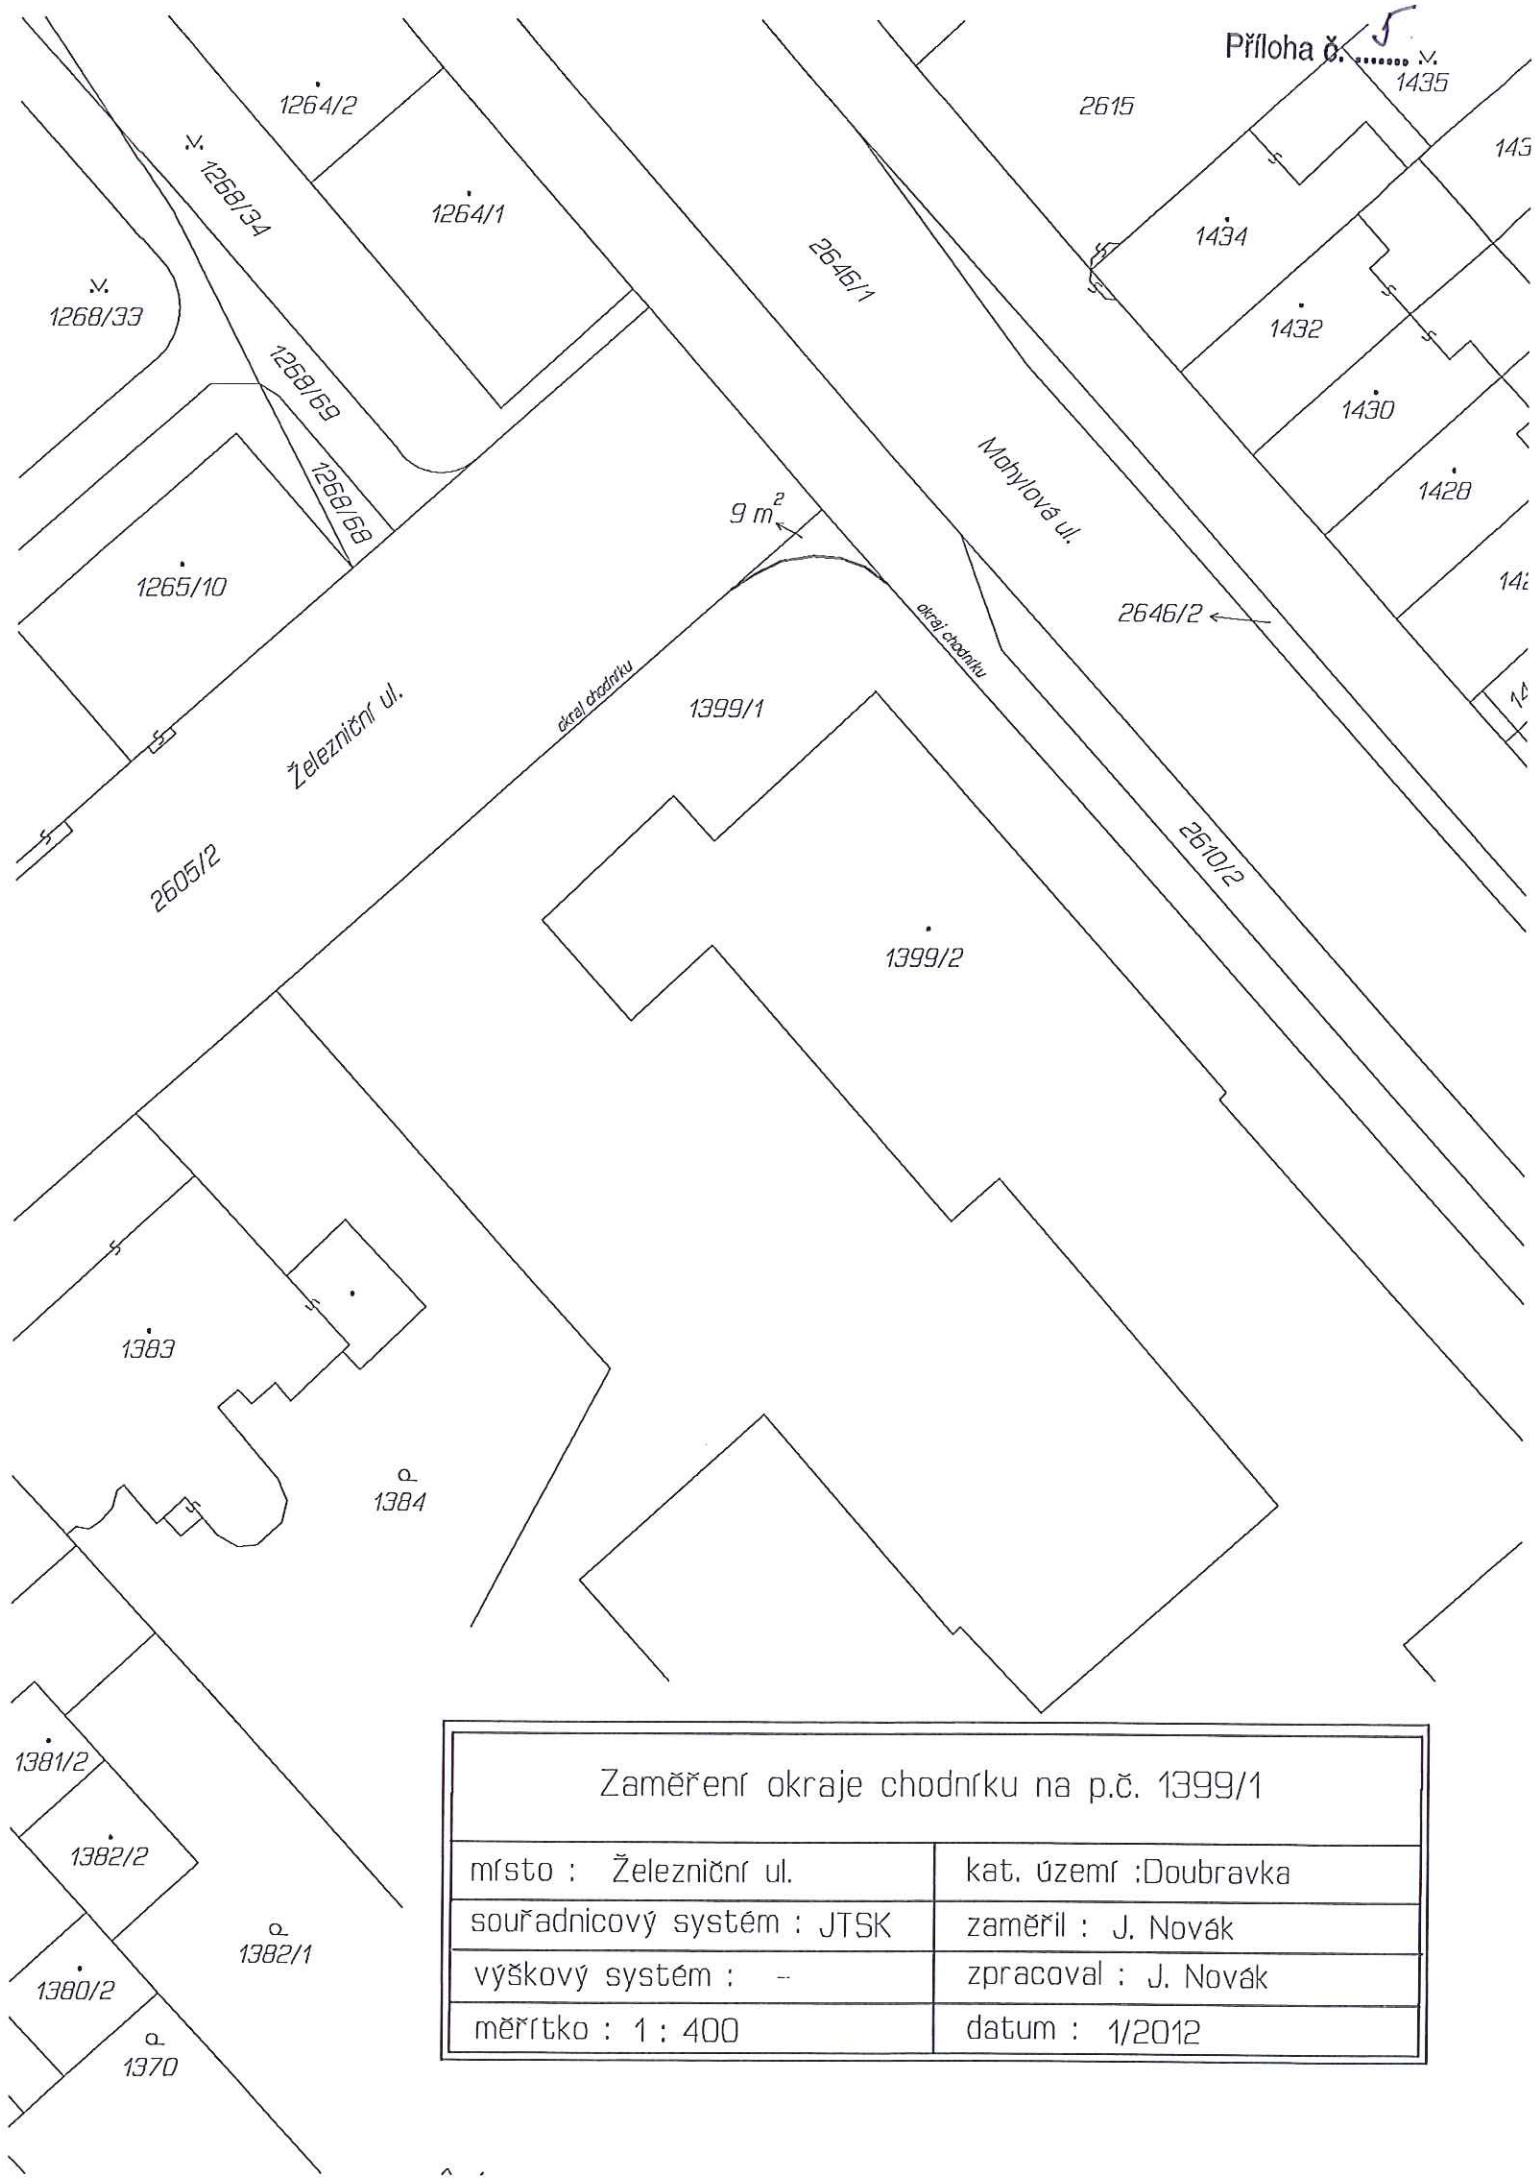 Příloha č. ....... 5
1435
1264/2
2615
1268/34
1264/1
1434
2646/1
1268/33
1432
1268/69
1430
Mohylová ul.
1268/68
1428
9 m²
1265/10
2646/2
okraj chodníku
okraj chodníku
1399/1
Železniční ul.
2605/2
2610/2
1399/2
1383
1384
1381/2
1382/2
1382/1
1380/2
1370
Zaměření okraje chodníku na p.č. 1399/1
místo : Železniční ul.
kat. území :Doubravka
souřadnicový systém : JTSK
zaměřil : J. Novák
výškový systém : -
zpracoval : J. Novák
měřítko : 1 : 400
datum : 1/2012